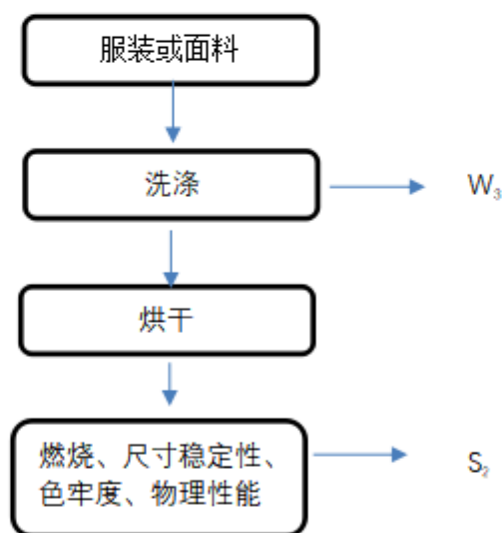 服装或面料
洗涤
W₃
烘干
燃烧、尺寸稳定性、
色牢度、物理性能
S₂